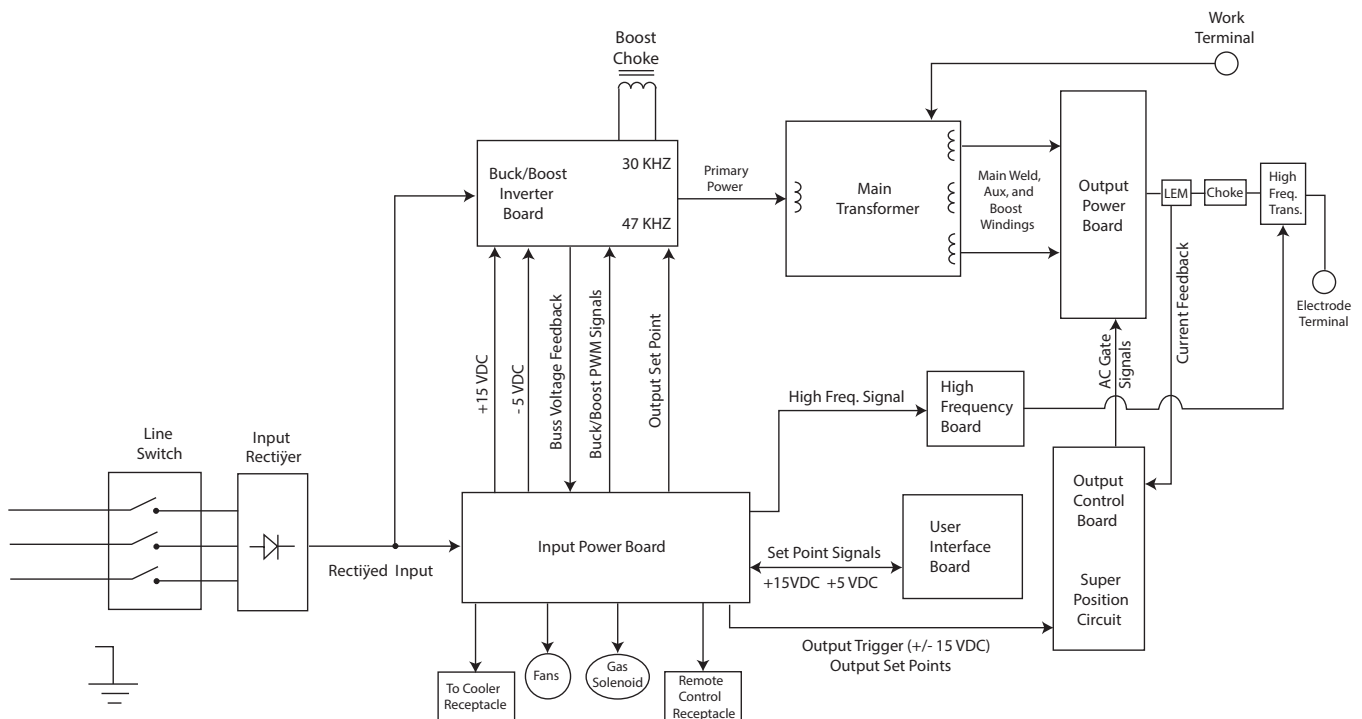 Work
Terminal
Boost
Choke
Buck/Boost
Inverter
Board
30 KHZ
47 KHZ
Primary
Power
Main
Transformer
Main Weld,
Aux, and
Boost
Windings
Output
Power
Board
LEM
Choke
High
Freq.
Trans.
Electrode
Terminal
+15 VDC
- 5 VDC
Buss Voltage Feedback
Buck/Boost PWM Signals
Output Set Point
AC Gate
Signals
Current Feedback
High Freq. Signal
High
Frequency
Board
Line
Switch
Input
Rectiÿer
Rectiÿed Input
Input Power Board
Set Point Signals
+15VDC +5 VDC
User
Interface
Board
Output
Control
Board
Super
Position
Circuit
Output Trigger (+/- 15 VDC)
Output Set Points
To Cooler
Receptacle
Fans
Gas
Solenoid
Remote
Control
Receptacle